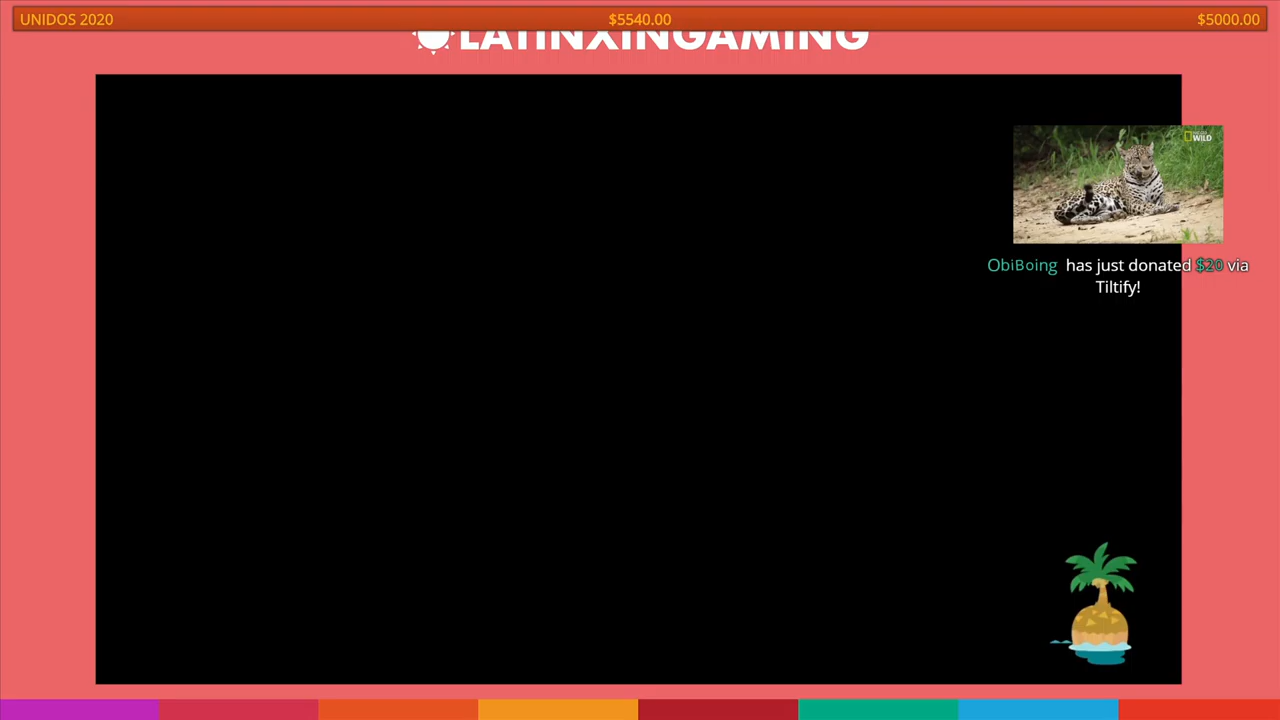 UNIDOS 2020 $5540.00 $5000.00
LATINXINGAMING
WILD
ObiBoing has just donated $20 via
Tiltify!